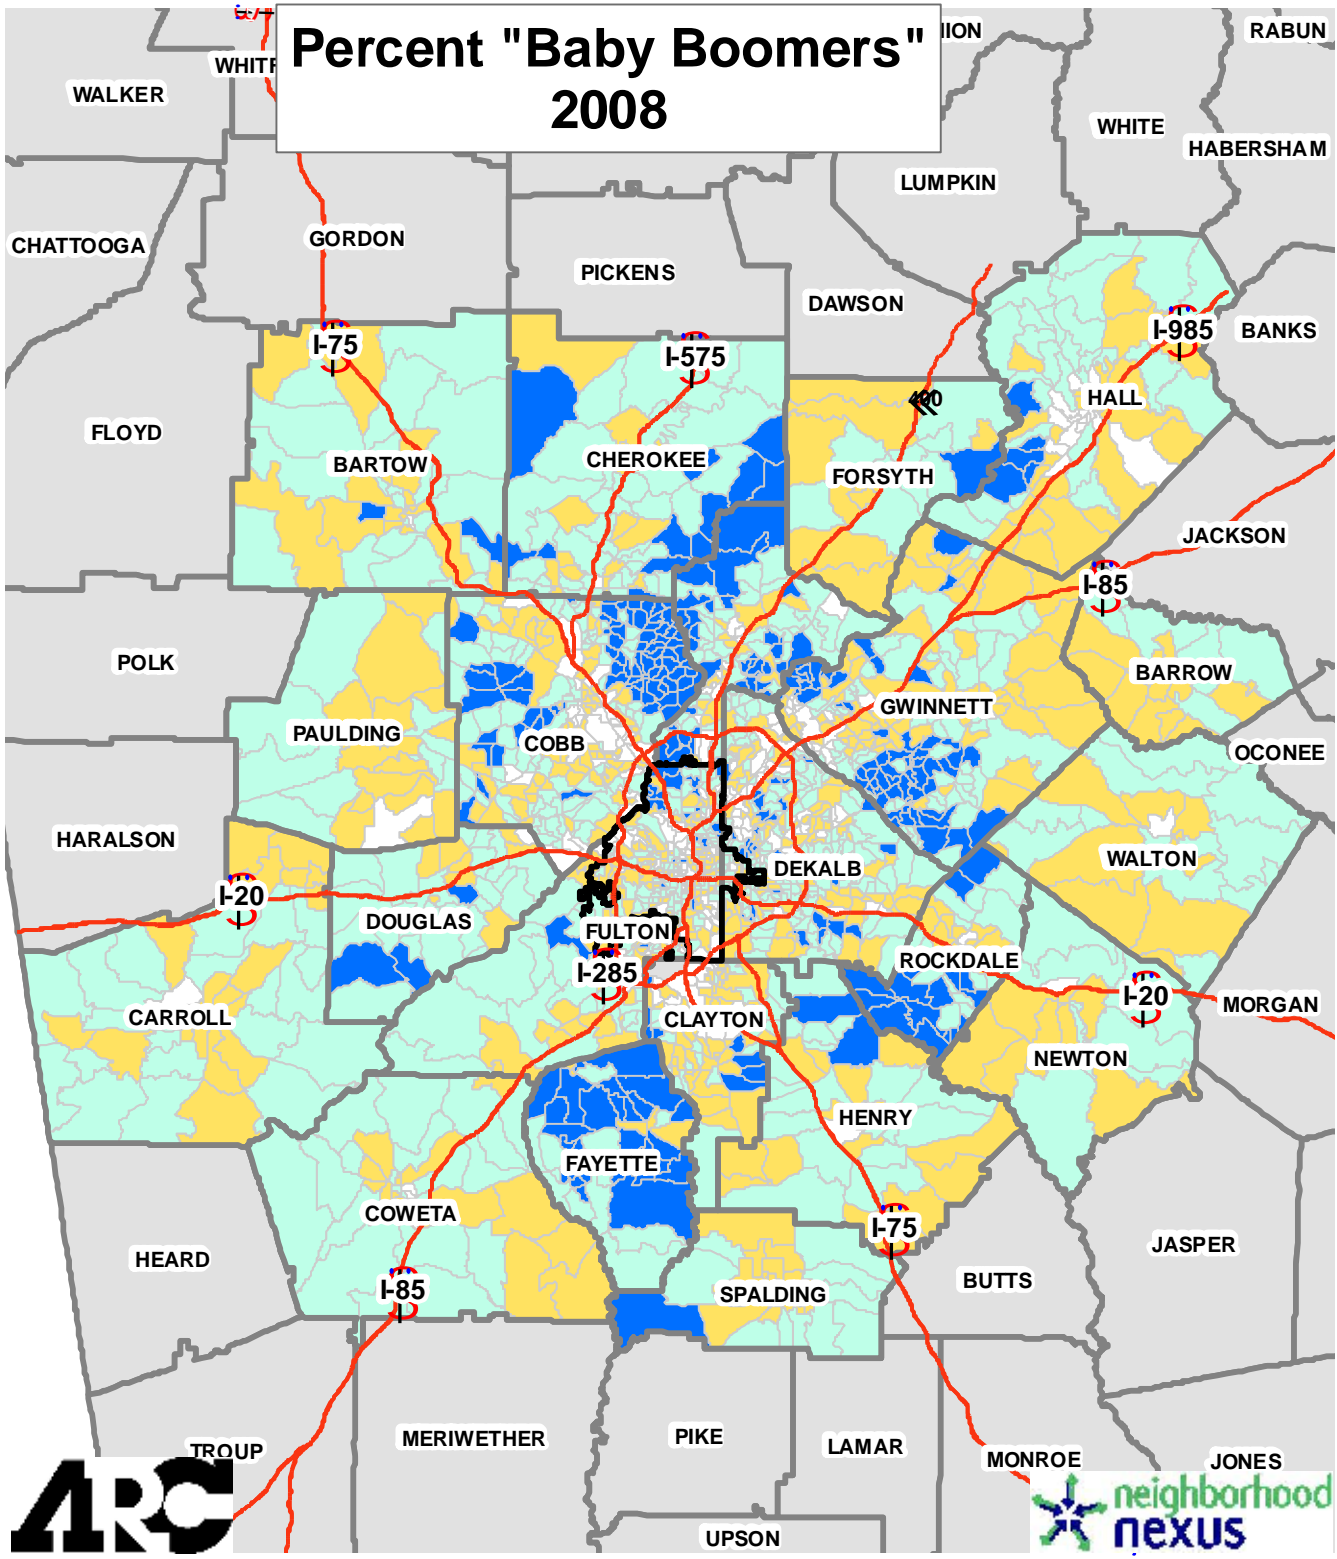 Percent "Baby Boomers"
2008
ION
RABUN
WHITF
WALKER
WHITE
HABERSHAM
LUMPKIN
CHATTOOGA
GORDON
PICKENS
DAWSON
I-75
I-575
I-985
BANKS
400
HALL
FLOYD
BARTOW
CHEROKEE
FORSYTH
JACKSON
I-85
POLK
BARROW
PAULDING
COBB
GWINNETT
OCONEE
HARALSON
DEKALB
WALTON
I-20
DOUGLAS
FULTON
ROCKDALE
I-285
I-20
CARROLL
CLAYTON
MORGAN
NEWTON
HENRY
FAYETTE
COWETA
I-75
HEARD
JASPER
I-85
SPALDING
BUTTS
TROUP
MERIWETHER
PIKE
LAMAR
MONROE
JONES
ARC
neighborhood
nexus
UPSON